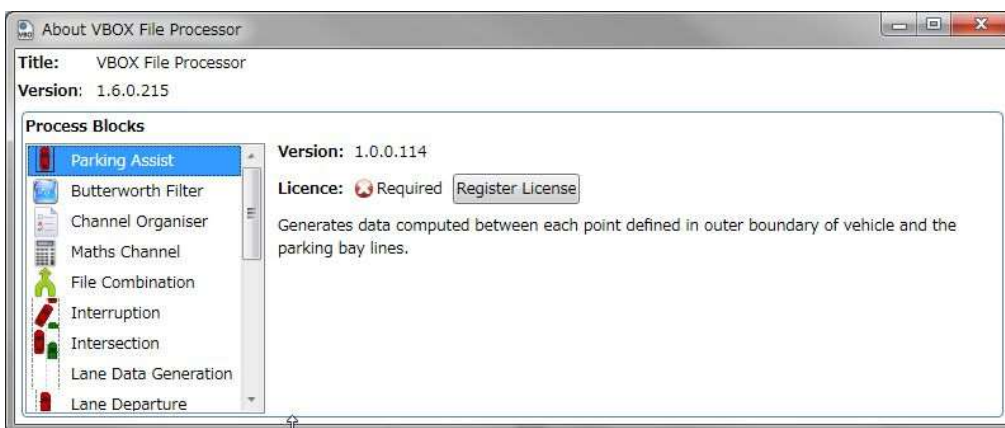 About VBOX File Processor
Title: VBOX File Processor
Version: 1.6.0.215
Process Blocks
Parking Assist
Butterworth Filter
Channel Organiser
Maths Channel
File Combination
Interruption
Intersection
Lane Data Generation
Lane Departure
Version: 1.0.0.114
Licence: Required Register License
Generates data computed between each point defined in outer boundary of vehicle and the
parking bay lines.